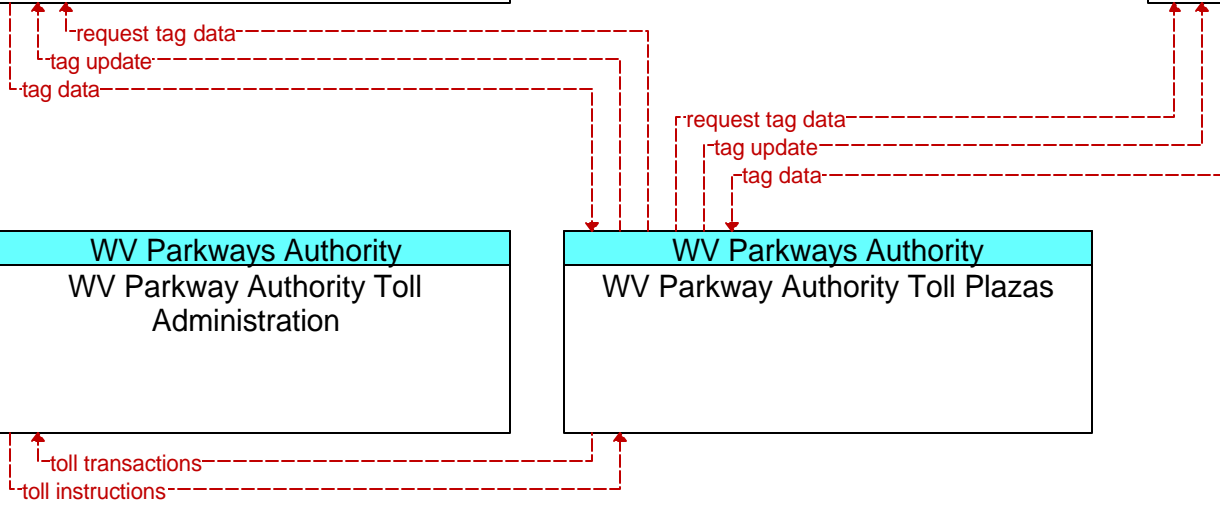 request tag data
tag update
tag data
request tag data
tag update
tag data
WV Parkways Authority
WV Parkway Authority Toll
Administration
WV Parkways Authority
WV Parkway Authority Toll Plazas
toll transactions
toll instructions